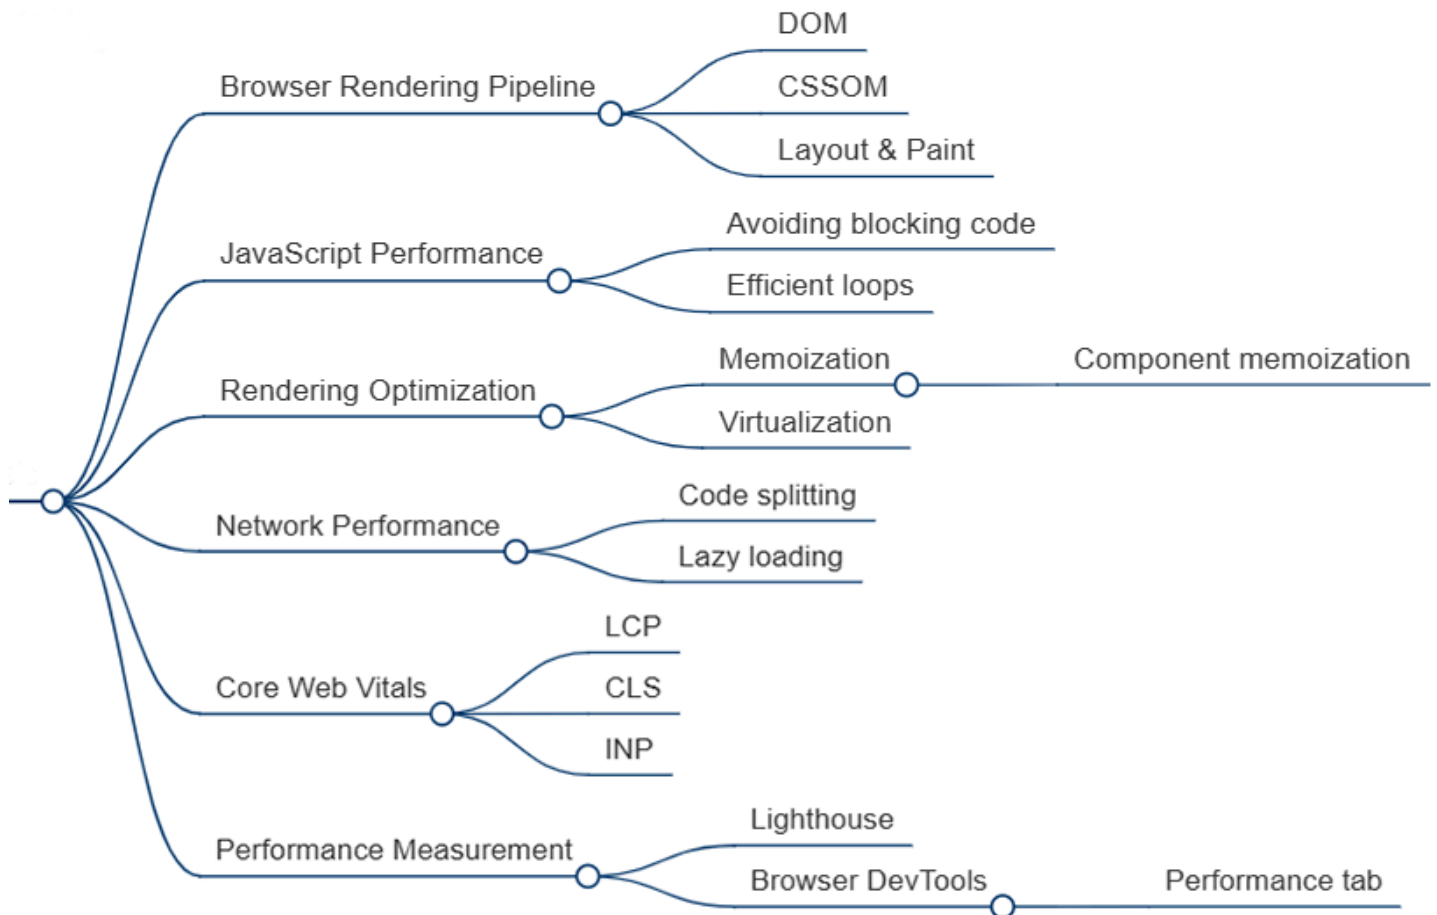 DOM
Browser Rendering Pipeline
CSSOM
Layout & Paint
Avoiding blocking code
JavaScript Performance
Efficient loops
Memoization
Component memoization
Rendering Optimization
Virtualization
Code splitting
Network Performance
Lazy loading
LCP
Core Web Vitals
CLS
INP
Lighthouse
Performance Measurement
Browser DevTools
Performance tab